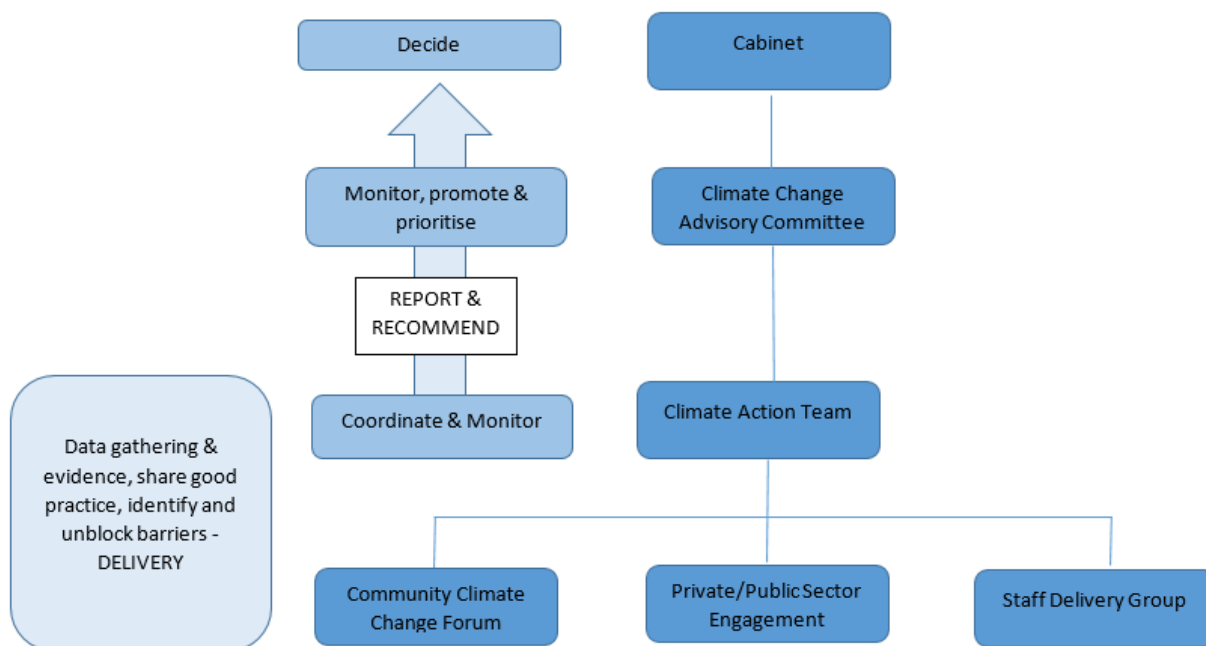 Decide
Cabinet
Monitor, promote &
prioritise
Climate Change
Advisory Committee
REPORT &
RECOMMEND
Coordinate & Monitor
Climate Action Team
Data gathering &
evidence, share good
practice, identify and
unblock barriers -
DELIVERY
Community Climate
Change Forum
Private/Public Sector
Engagement
Staff Delivery Group